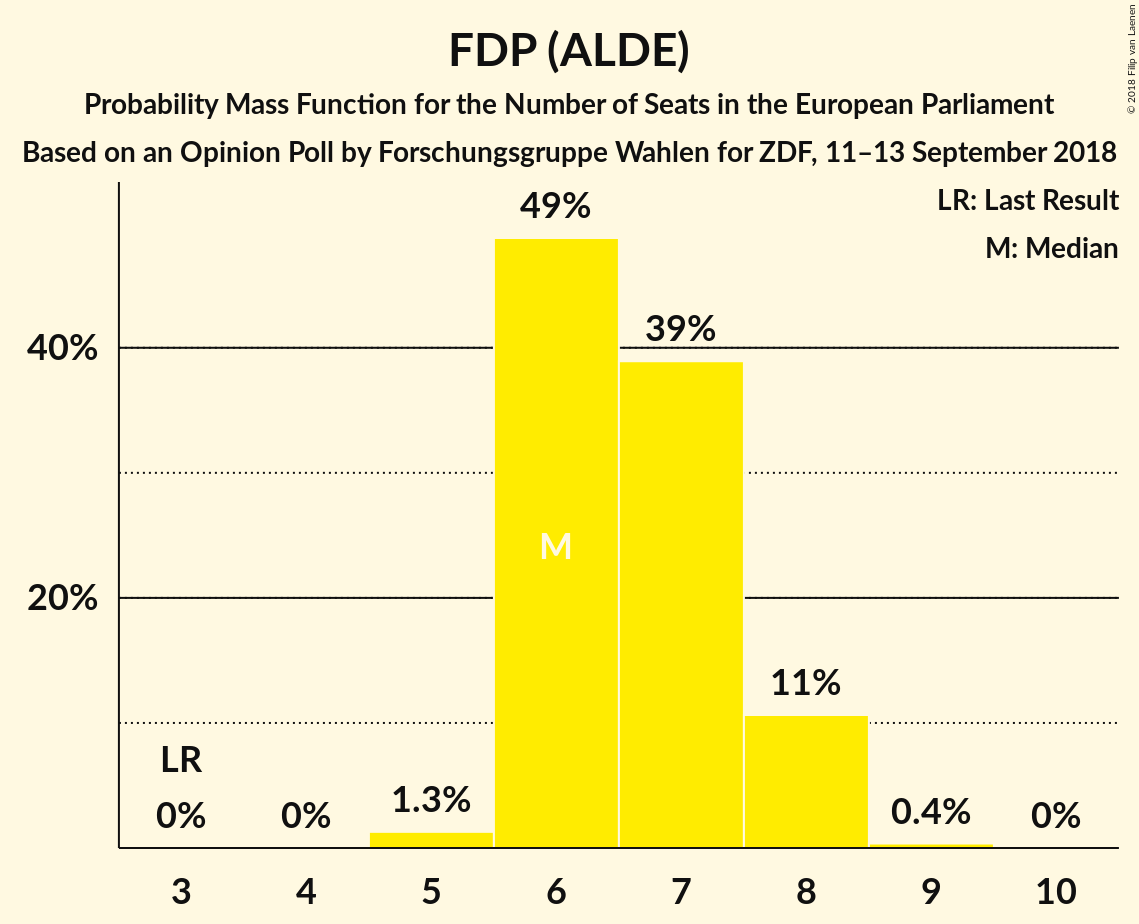 FDP (ALDE)
Probability Mass Function for the Number of Seats in the European Parliament
Based on an Opinion Poll by Forschungsgruppe Wahlen for ZDF, 11–13 September 2018
© 2018 Filip van Laenen
LR: Last Result
M: Median
49%
39%
40%
M
20%
11%
LR
0%
0%
1.3%
0.4%
0%
3 4 5 6 7 8 9 10